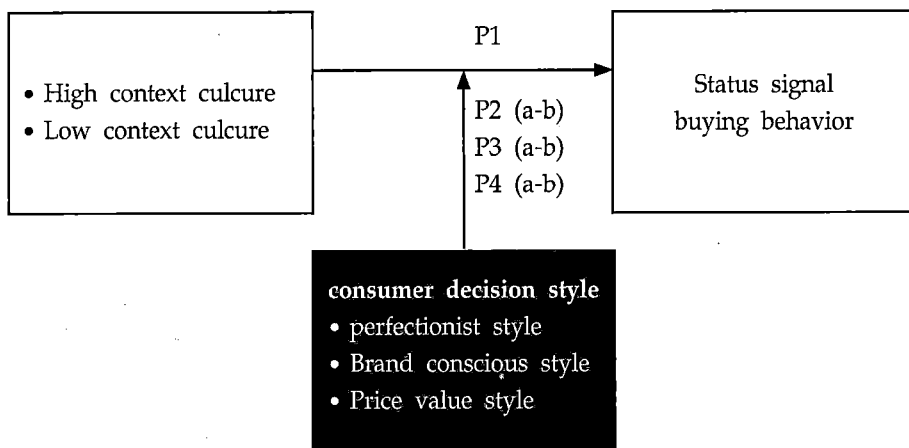 P1
• High context culcure
• Low context culcure
Status signal
buying behavior
P2 (a-b)
P3 (a-b)
P4 (a-b)
consumer decision style
• perfectionist style
• Brand conscious style
• Price value style